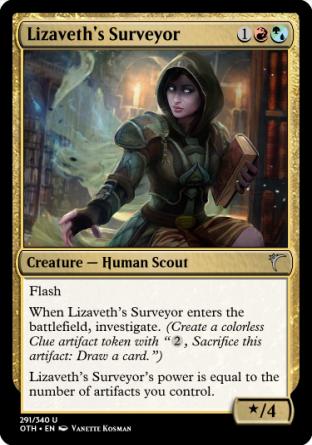 Lizaveth's Surveyor 1
Creature — Human Scout
Flash
When Lizaveth's Surveyor enters the
battlefield, investigate. (Create a colorless
Clue artifact token with “2, Sacrifice this
artifact: Draw a card.”)
Lizaveth's Surveyor's power is equal to the
number of artifacts you control.
★/4
291/340 U
OTH • EN Vanette Kosman